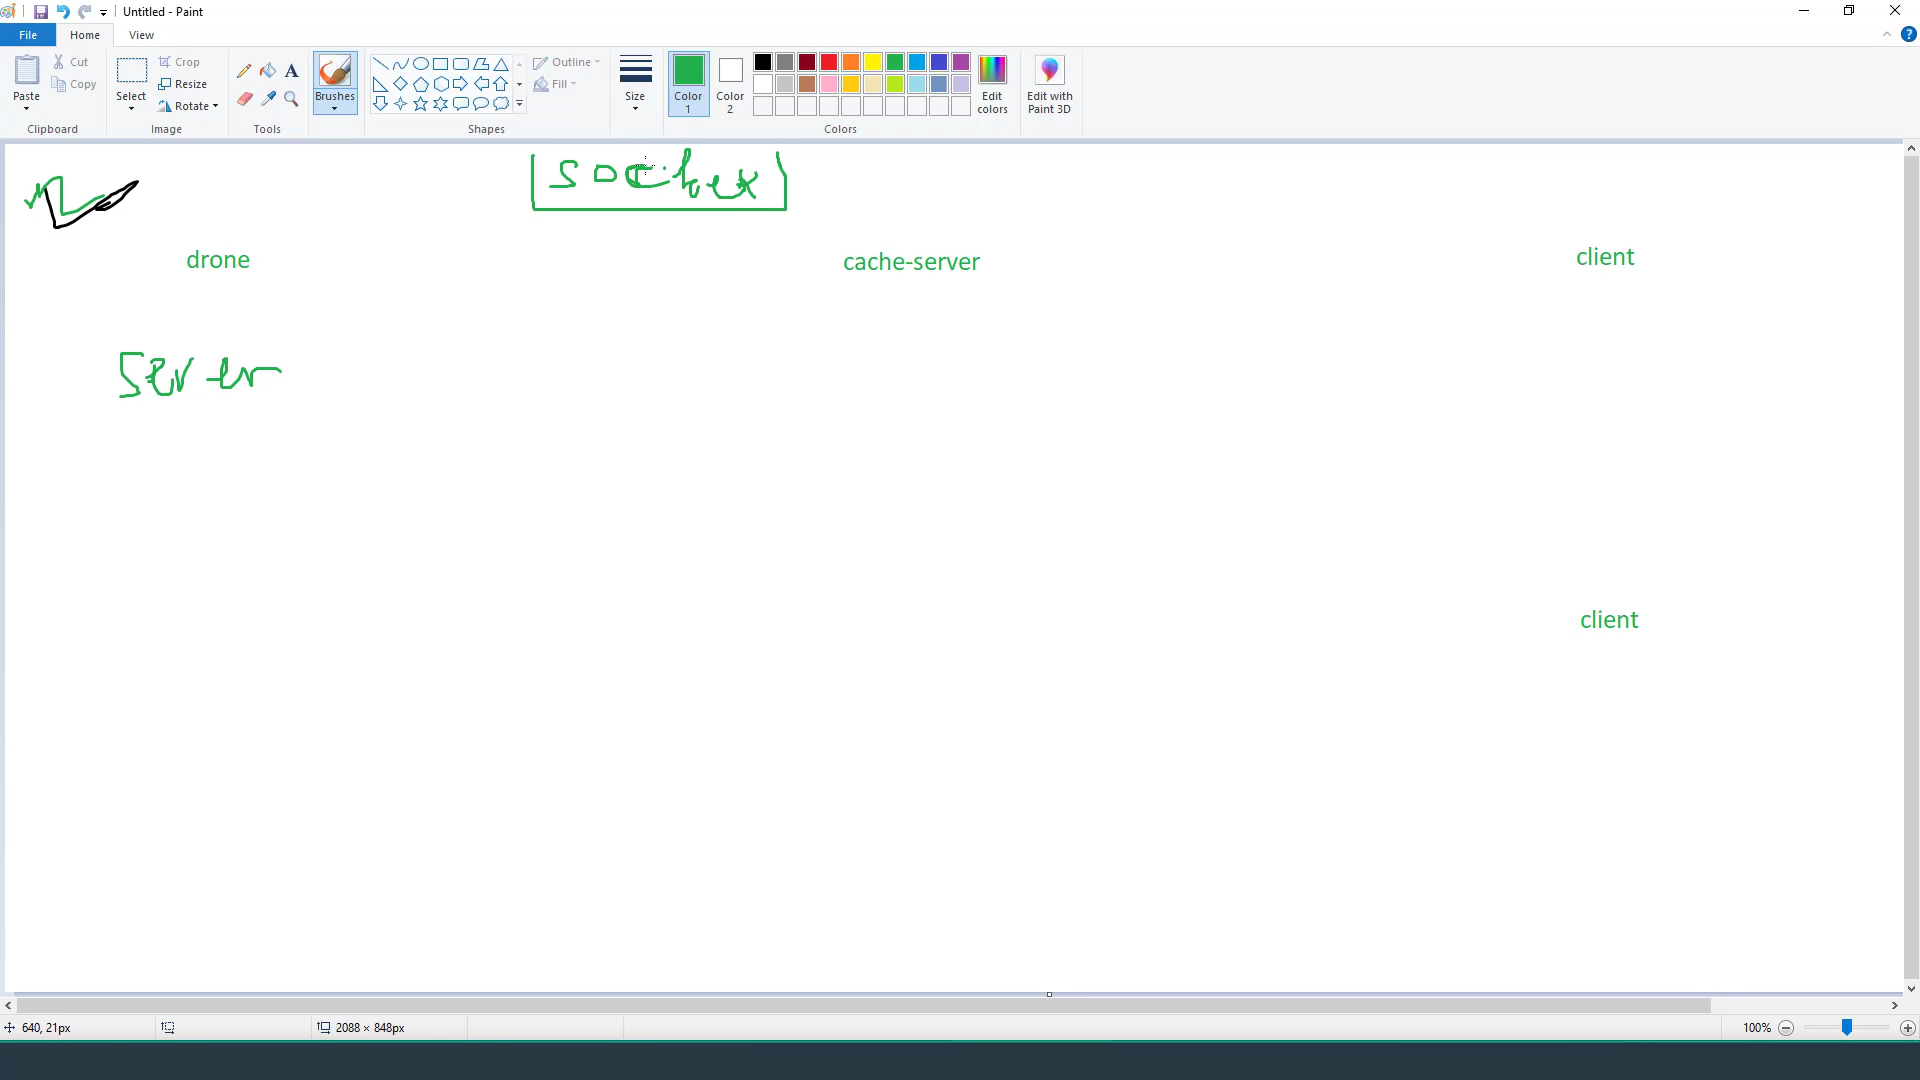 Untitled - Paint
File Home View
Paste
Cut
Copy
Clipboard
Select
Crop
Resize
Rotate
Image
Tools
Brushes
Shapes
Outline
Fill
Size
Color 1
Color 2
Edit colors
Colors
Edit with Paint 3D
drone
cache-server
client
Server
client
640, 21px
2088 × 848px
100%